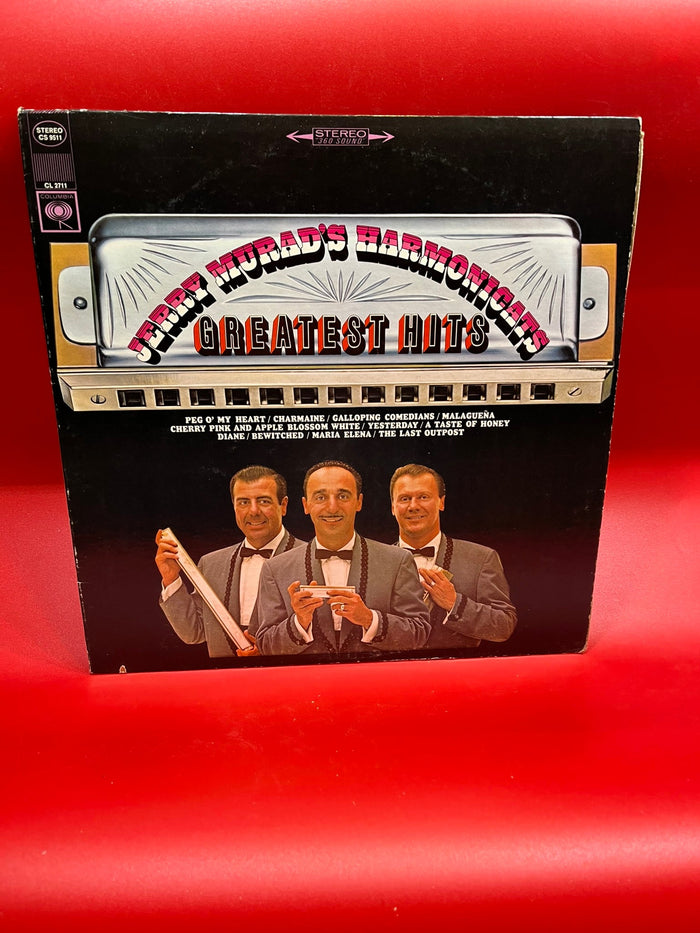 STEREO
CS 9511
CL 2711
COLUMBIA
STEREO
360 SOUND
JERRY MURAD'S HARMONICATS
GREATEST HITS
PEG O' MY HEART / CHARMAINE / GALLOPING COMEDIANS / MALAGUEÑA
CHERRY PINK AND APPLE BLOSSOM WHITE / YESTERDAY / A TASTE OF HONEY
DIANE / BEWITCHED / MARIA ELENA / THE LAST OUTPOST